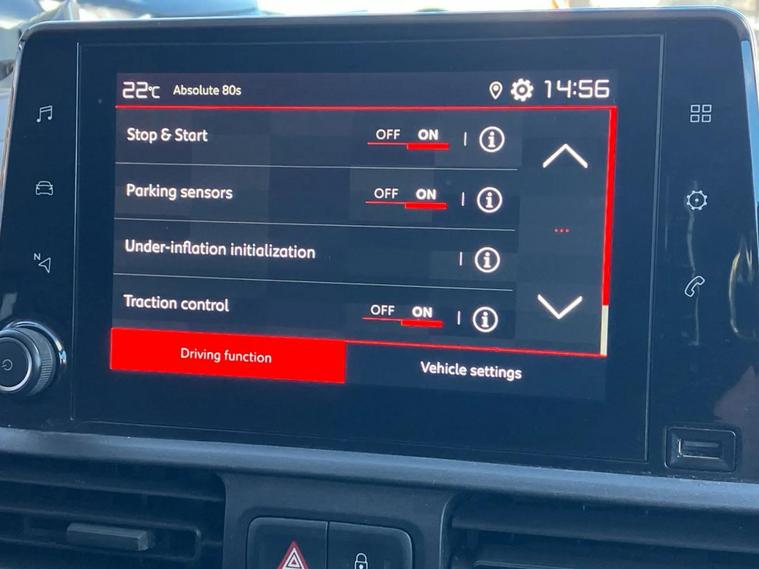 22°C Absolute 80s 14:56
Stop & Start OFF ON
Parking sensors OFF ON
Under-inflation initialization
Traction control OFF ON
Driving function Vehicle settings
N